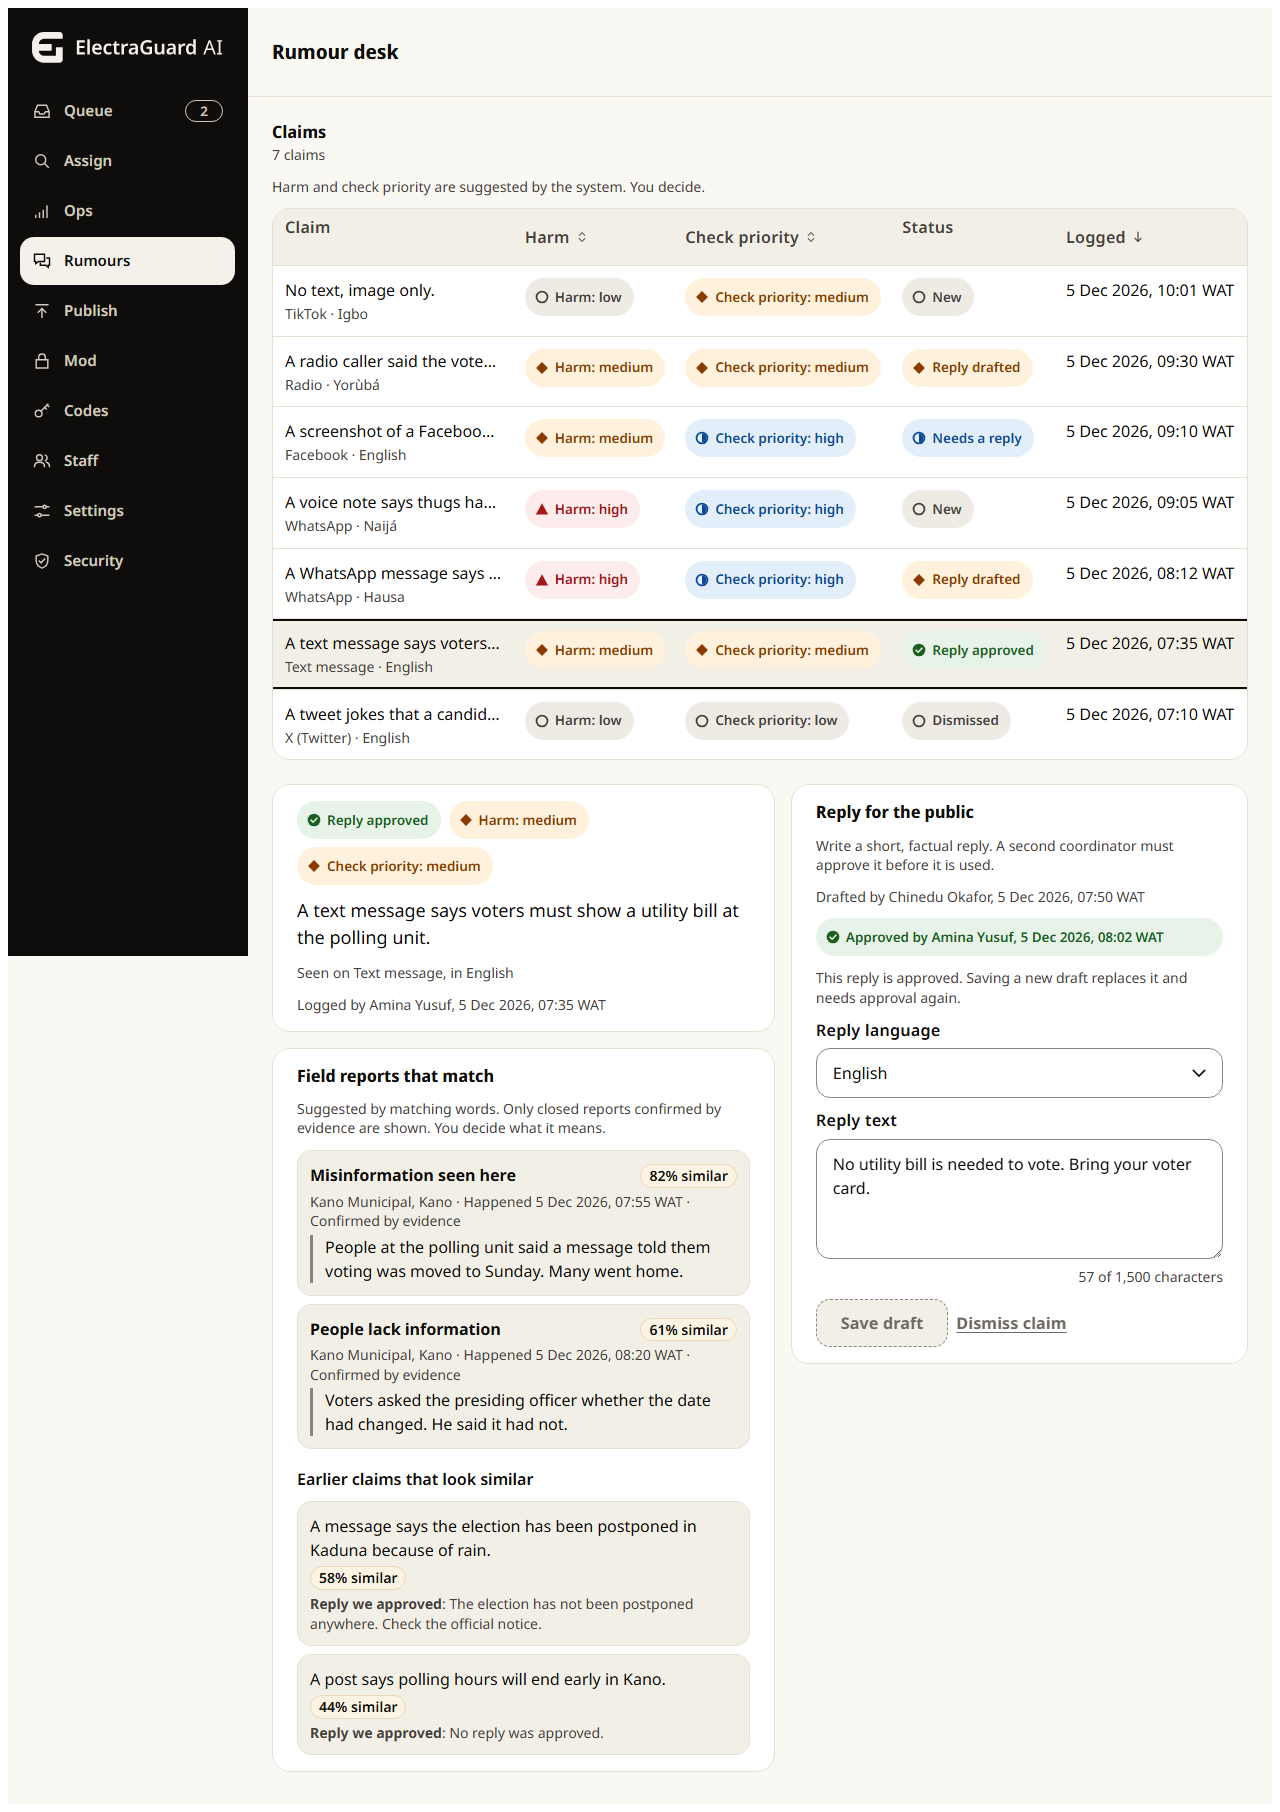 ElectraGuard AI
Queue 2
Assign
Ops
Rumours
Publish
Mod
Codes
Staff
Settings
Security
Rumour desk
Claims
7 claims
Harm and check priority are suggested by the system. You decide.
Claim Harm Check priority Status Logged
No text, image only. Harm: low Check priority: medium New 5 Dec 2026, 10:01 WAT
TikTok · Igbo
A radio caller said the vote... Harm: medium Check priority: medium Reply drafted 5 Dec 2026, 09:30 WAT
Radio · Yorùbá
A screenshot of a Faceboo... Harm: medium Check priority: high Needs a reply 5 Dec 2026, 09:10 WAT
Facebook · English
A voice note says thugs ha... Harm: high Check priority: high New 5 Dec 2026, 09:05 WAT
WhatsApp · Naijá
A WhatsApp message says ... Harm: high Check priority: high Reply drafted 5 Dec 2026, 08:12 WAT
WhatsApp · Hausa
A text message says voters... Harm: medium Check priority: medium Reply approved 5 Dec 2026, 07:35 WAT
Text message · English
A tweet jokes that a candid... Harm: low Check priority: low Dismissed 5 Dec 2026, 07:10 WAT
X (Twitter) · English
Reply approved Harm: medium
Check priority: medium
A text message says voters must show a utility bill at
the polling unit.
Seen on Text message, in English
Logged by Amina Yusuf, 5 Dec 2026, 07:35 WAT
Field reports that match
Suggested by matching words. Only closed reports confirmed by
evidence are shown. You decide what it means.
Misinformation seen here 82% similar
Kano Municipal, Kano · Happened 5 Dec 2026, 07:55 WAT ·
Confirmed by evidence
People at the polling unit said a message told them
voting was moved to Sunday. Many went home.
People lack information 61% similar
Kano Municipal, Kano · Happened 5 Dec 2026, 08:20 WAT ·
Confirmed by evidence
Voters asked the presiding officer whether the date
had changed. He said it had not.
Earlier claims that look similar
A message says the election has been postponed in
Kaduna because of rain.
58% similar
Reply we approved: The election has not been postponed
anywhere. Check the official notice.
A post says polling hours will end early in Kano.
44% similar
Reply we approved: No reply was approved.
Reply for the public
Write a short, factual reply. A second coordinator must
approve it before it is used.
Drafted by Chinedu Okafor, 5 Dec 2026, 07:50 WAT
Approved by Amina Yusuf, 5 Dec 2026, 08:02 WAT
This reply is approved. Saving a new draft replaces it and
needs approval again.
Reply language
English
Reply text
No utility bill is needed to vote. Bring your voter
card.
57 of 1,500 characters
Save draft Dismiss claim